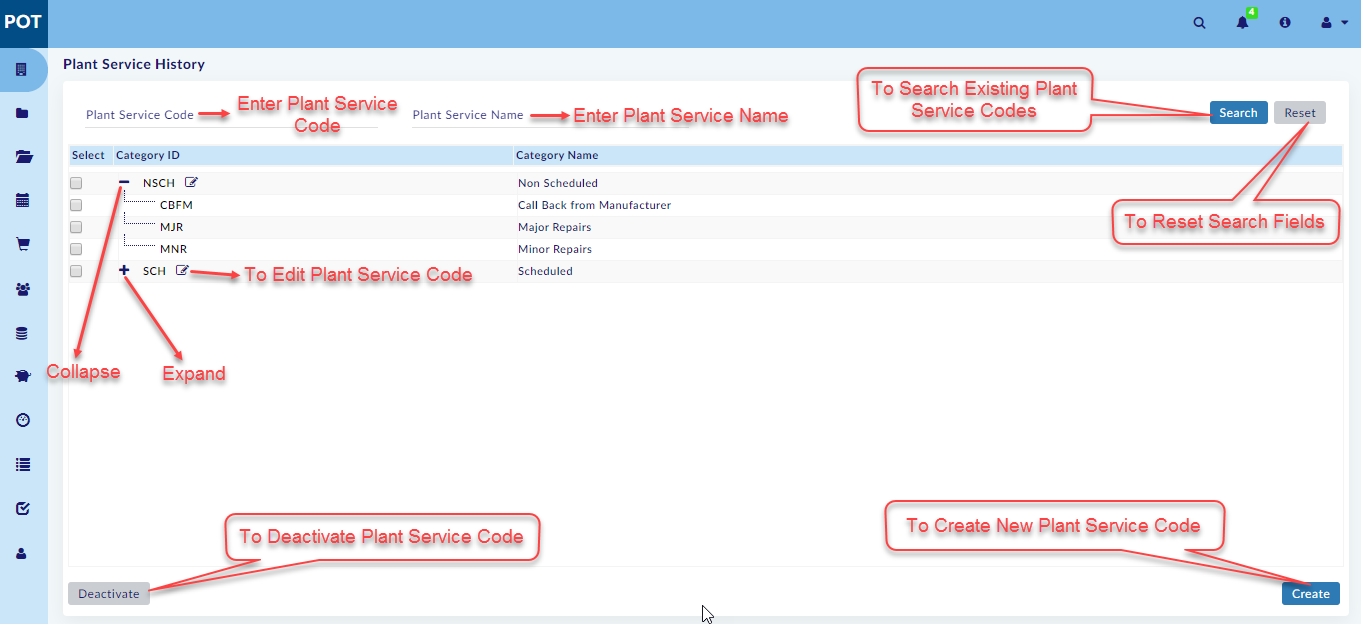 POT
4
Plant Service History
Plant Service Code
Enter Plant Service
Code
Plant Service Name
Enter Plant Service Name
To Search Existing Plant
Service Codes
Search
Reset
Select
Category ID
Category Name
NSCH
Non Scheduled
CBFM
Call Back from Manufacturer
MJR
Major Repairs
To Reset Search Fields
MNR
Minor Repairs
SCH
To Edit Plant Service Code
Scheduled
Collapse
Expand
To Deactivate Plant Service Code
To Create New Plant Service Code
Deactivate
Create